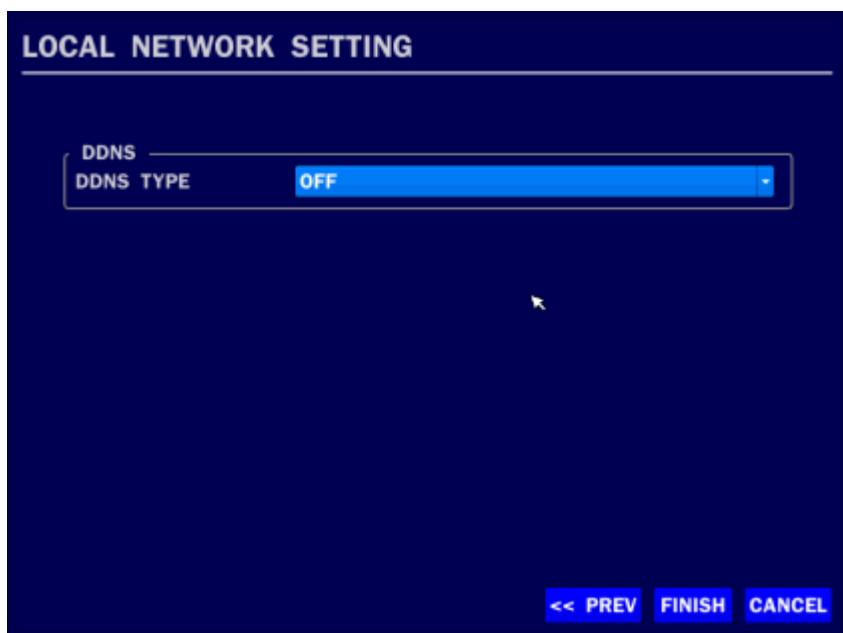 LOCAL NETWORK SETTING
DDNS
DDNS TYPE OFF
<< PREV FINISH CANCEL